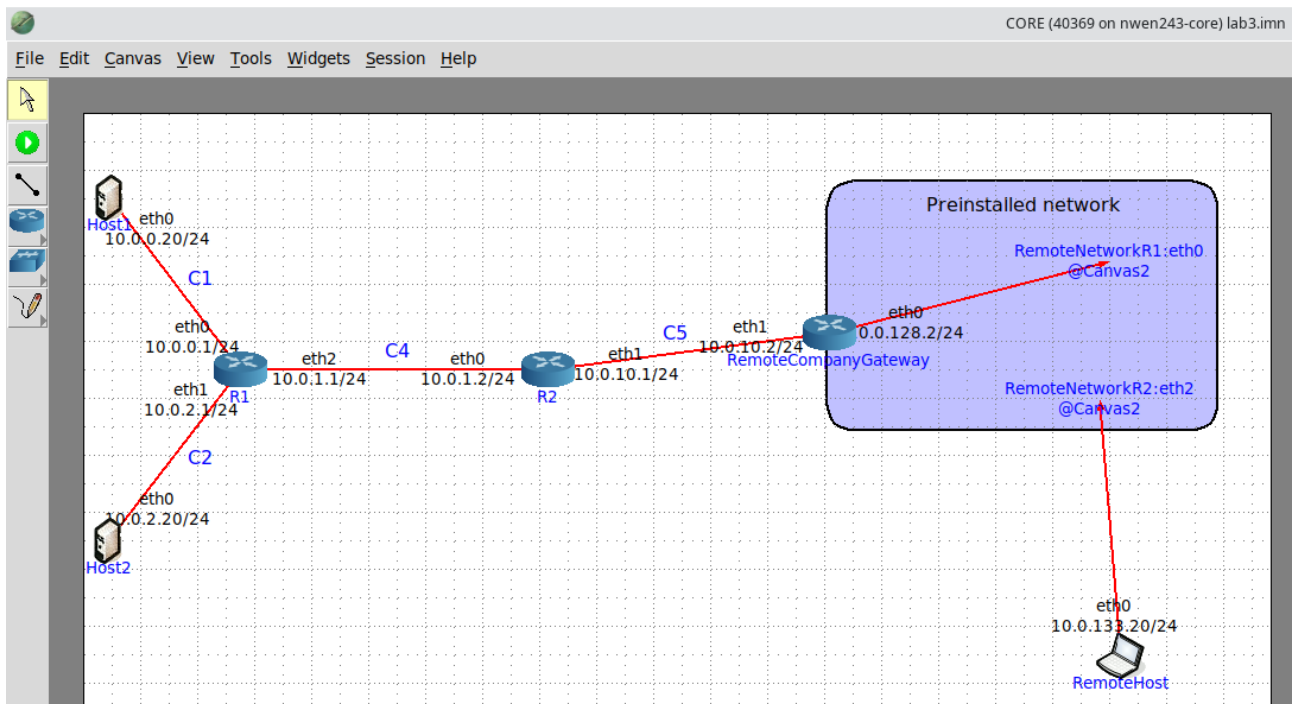 CORE (40369 on nwen243-core) lab3.imn
File Edit Canvas View Tools Widgets Session Help
Preinstalled network
Host1
eth0
10.0.0.20/24
C1
RemoteNetworkR1:eth0
@Canvas2
eth0
10.0.0.1/24
eth2
10.0.1.1/24
C4
eth0
10.0.1.2/24
C5
eth1
10.0.10.1/24
eth1
10.0.10.2/24
eth0
0.0.128.2/24
RemoteCompanyGateway
eth1
10.0.2.1/24
R1
R2
RemoteNetworkR2:eth2
@Canvas2
C2
eth0
10.0.2.20/24
Host2
eth0
10.0.133.20/24
RemoteHost